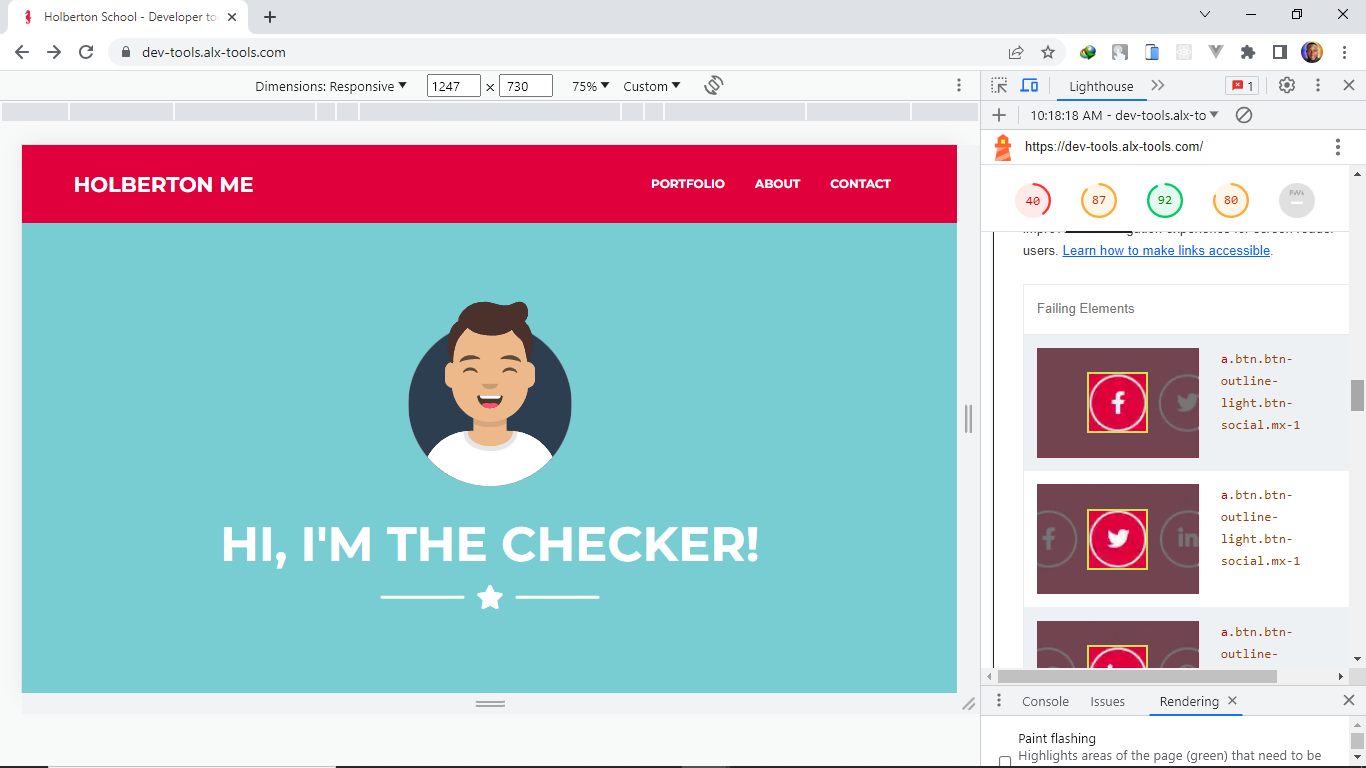 Holberton School - Developer to
dev-tools.alx-tools.com
Dimensions: Responsive 1247 × 730 75% Custom
Lighthouse 1
10:18:18 AM - dev-tools.alx-to
https://dev-tools.alx-tools.com/
40 87 92 80
HOLBERTON ME PORTFOLIO ABOUT CONTACT
HI, I'M THE CHECKER!
users. Learn how to make links accessible.
Failing Elements
a.btn.btn-
outline-
light.btn-
social.mx-1
a.btn.btn-
outline-
light.btn-
social.mx-1
a.btn.btn-
outline-
Console Issues Rendering
Paint flashing
Highlights areas of the page (green) that need to be